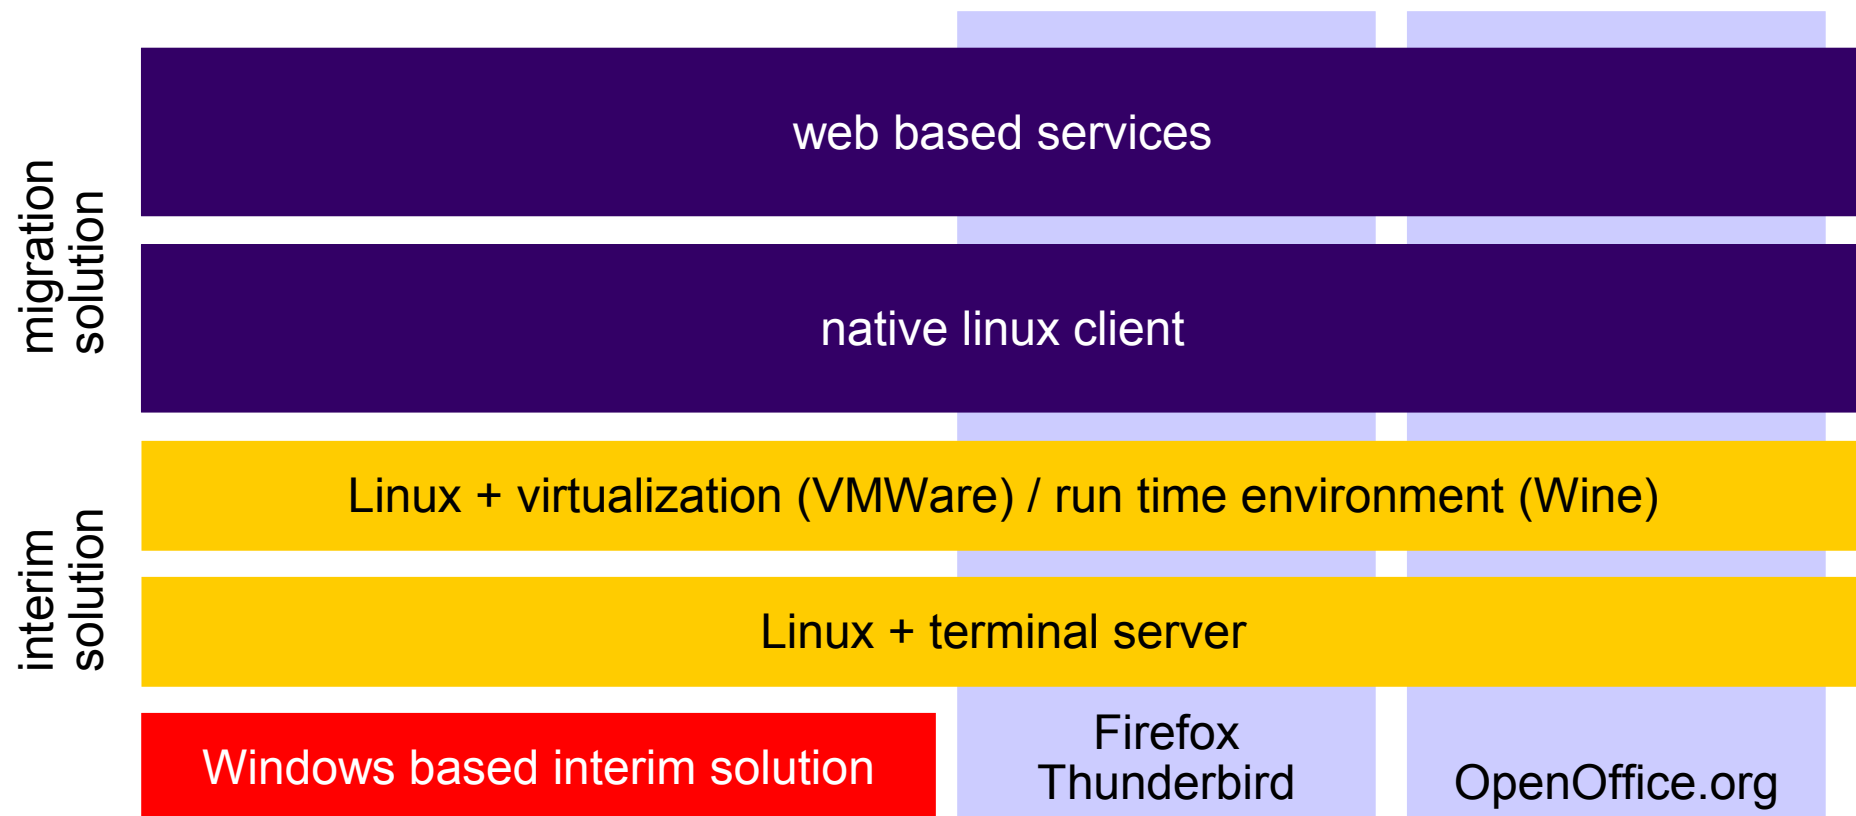 migration
solution
web based services
native linux client
interim
solution
Linux + virtualization (VMWare) / run time environment (Wine)
Linux + terminal server
Windows based interim solution
Firefox
Thunderbird
OpenOffice.org